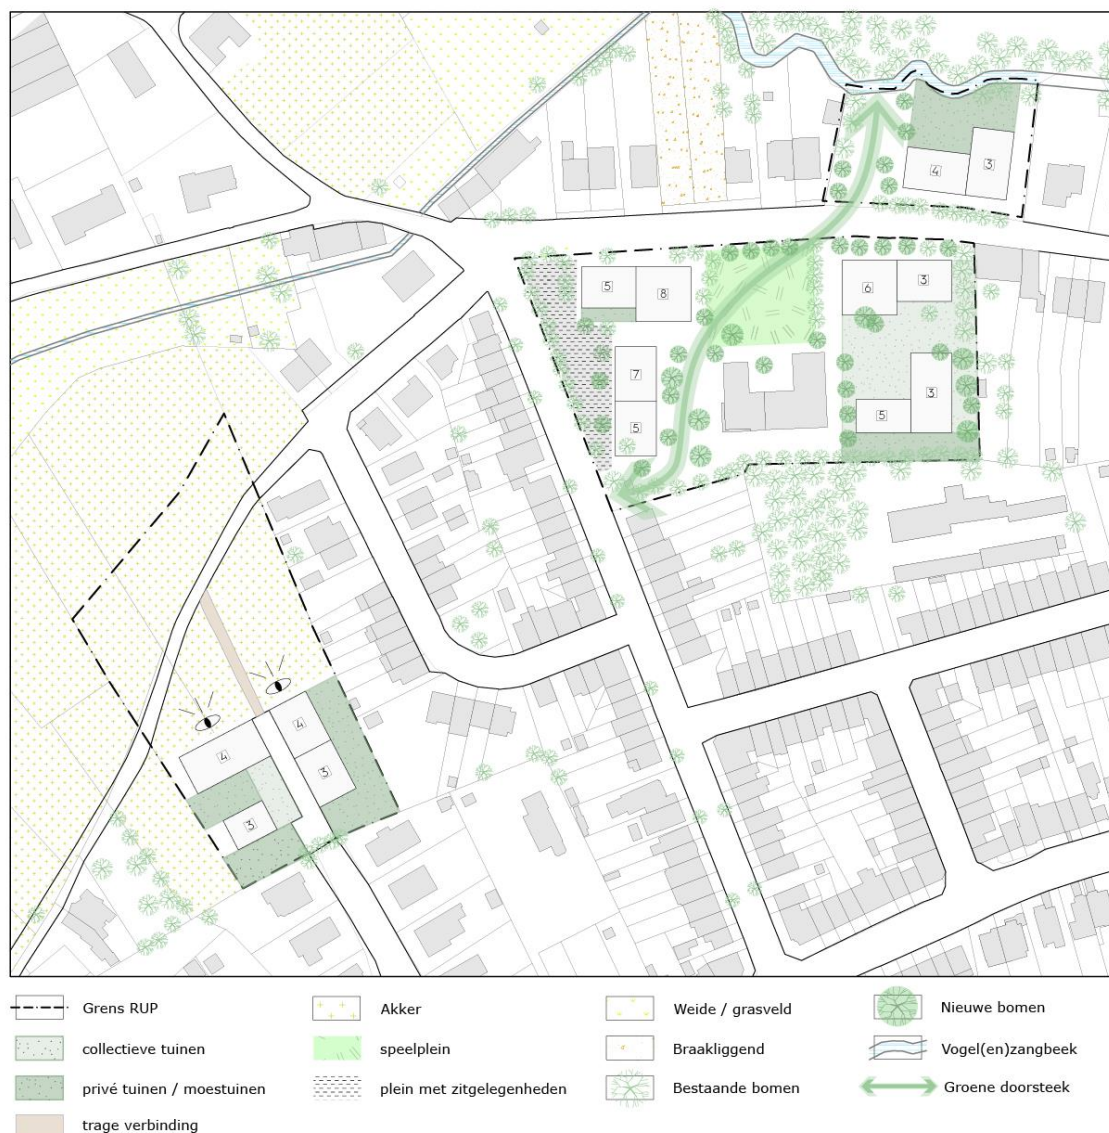 4 3
5 8 6 3
7
3
5 5
4
4
3
3
Grens RUP
Akker
Weide / grasveld
Nieuwe bomen
collectieve tuinen
speelplein
Braakliggend
Vogel(en)zangbeek
privé tuinen / moestuinen
plein met zitgelegenheden
Bestaande bomen
Groene doorsteek
trage verbinding